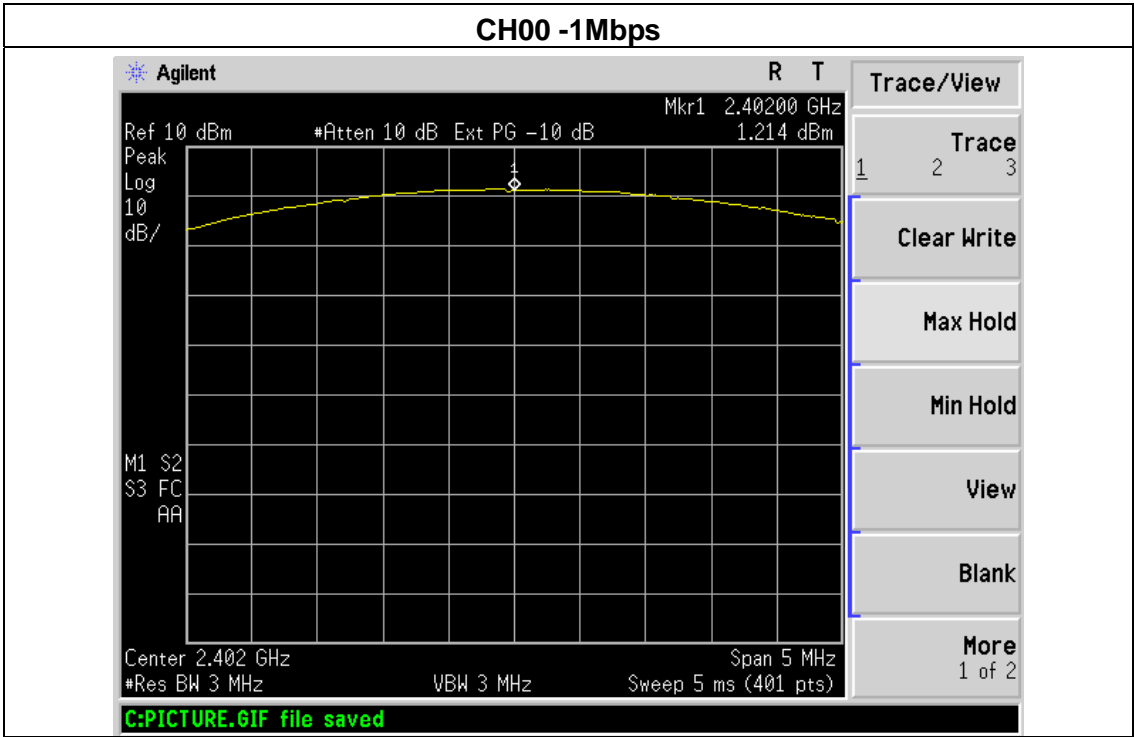 CH00 -1Mbps
Agilent R T
Mkr1 2.40200 GHz
Ref 10 dBm #Atten 10 dB Ext PG -10 dB 1.214 dBm
Peak
Log
10
dB/
1
M1 S2
S3 FC
AA
Center 2.402 GHz Span 5 MHz
#Res BW 3 MHz VBW 3 MHz Sweep 5 ms (401 pts)
C:PICTURE.GIF file saved
Trace/View
Trace
1 2 3
Clear Write
Max Hold
Min Hold
View
Blank
More
1 of 2